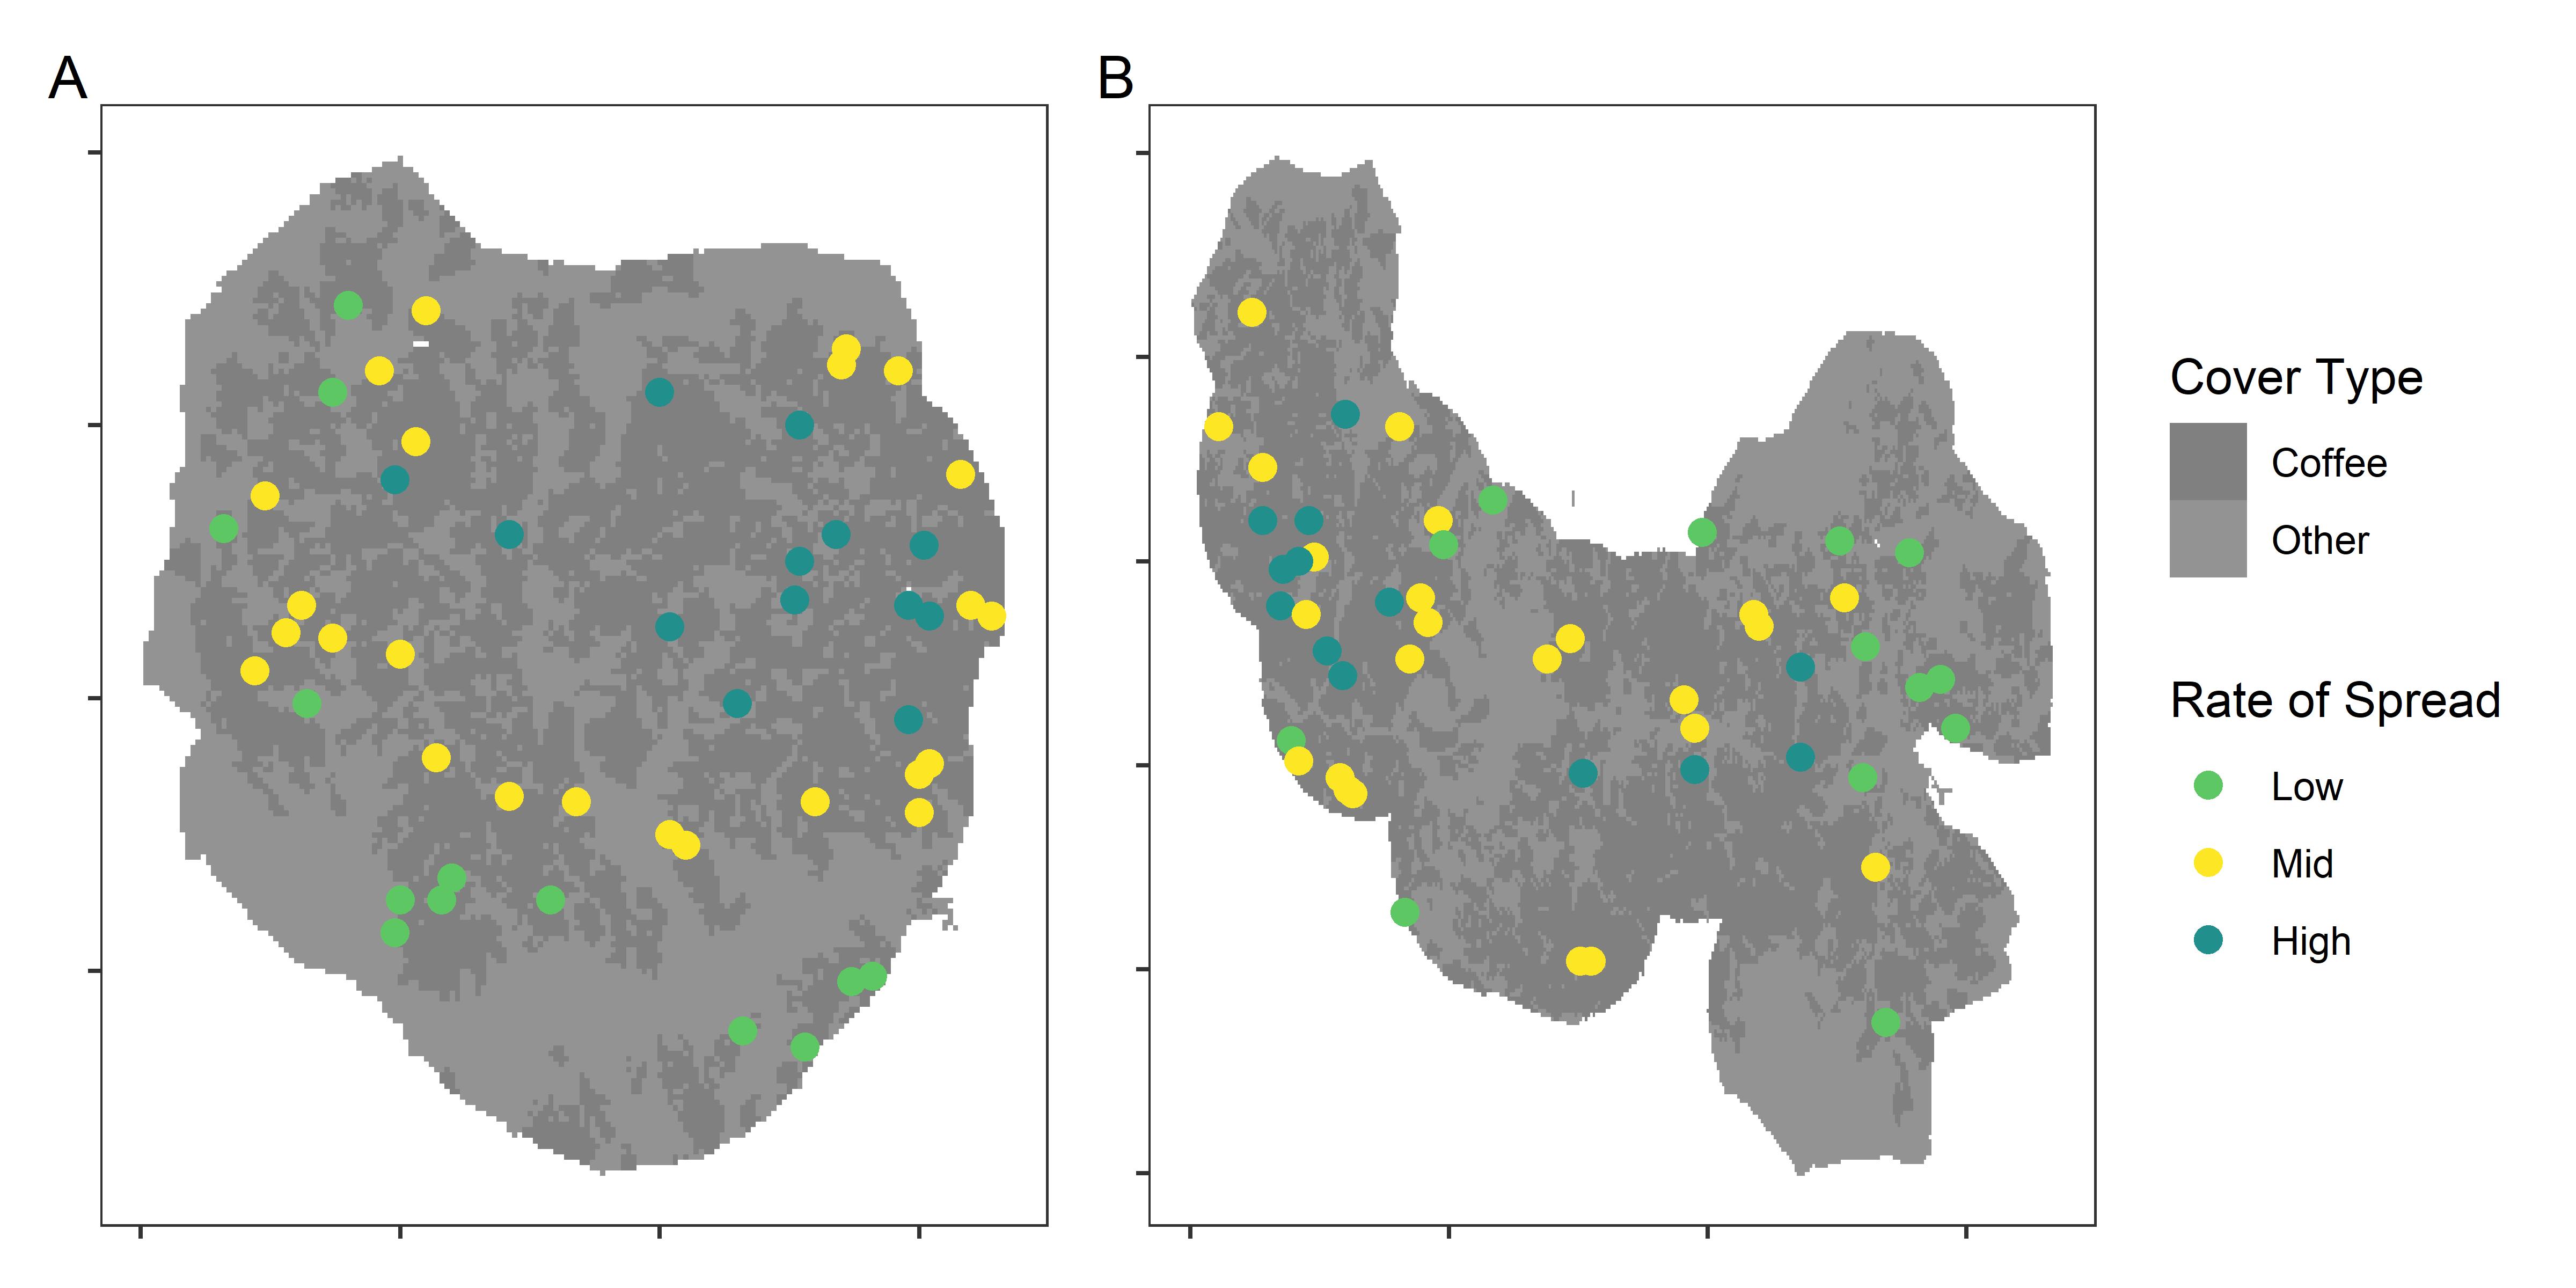 A
B
Cover Type
Coffee
Other
Rate of Spread
Low
Mid
High